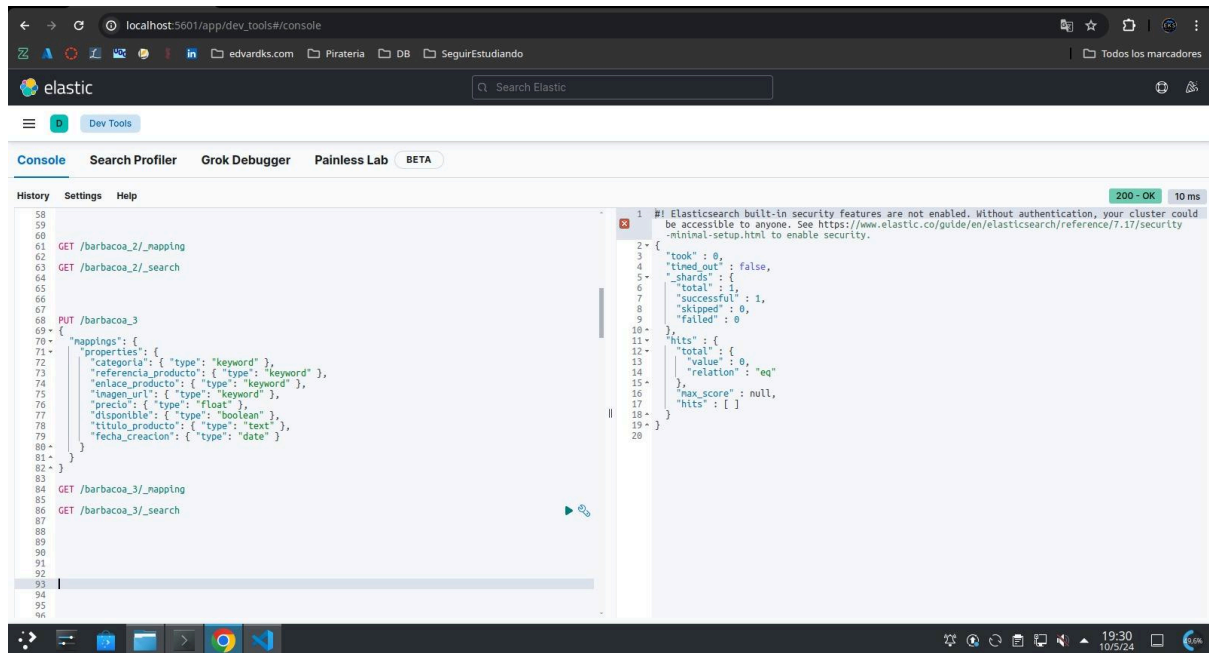 localhost:5601/app/dev_tools#/console
edvardks.com Pirateria DB SeguirEstudiando Todos los marcadores
elastic Search Elastic
D Dev Tools
Console Search Profiler Grok Debugger Painless Lab BETA
History Settings Help 200 - OK 10 ms
58
59
60
61 GET /barbacoa_2/_mapping
62
63 GET /barbacoa_2/_search
64
65
66
67
68 PUT /barbacoa_3
69 {
70 "mappings": {
71 "properties": {
72 "categoria": { "type": "keyword" },
73 "referencia_producto": { "type": "keyword" },
74 "enlace_producto": { "type": "keyword" },
75 "imagen_url": { "type": "keyword" },
76 "precio": { "type": "float" },
77 "disponible": { "type": "boolean" },
78 "titulo_producto": { "type": "text" },
79 "fecha_creacion": { "type": "date" }
80 }
81 }
82 }
83
84 GET /barbacoa_3/_mapping
85
86 GET /barbacoa_3/_search
87
88
89
90
91
92
93
94
95
96
1 #! Elasticsearch built-in security features are not enabled. Without authentication, your cluster could
be accessible to anyone. See https://www.elastic.co/guide/en/elasticsearch/reference/7.17/security
-minimal-setup.html to enable security.
2 {
3 "took" : 0,
4 "timed_out" : false,
5 "_shards" : {
6 "total" : 1,
7 "successful" : 1,
8 "skipped" : 0,
9 "failed" : 0
10 },
11 "hits" : {
12 "total" : {
13 "value" : 0,
14 "relation" : "eq"
15 },
16 "max_score" : null,
17 "hits" : [ ]
18 }
19 }
20
19:30
10/5/24